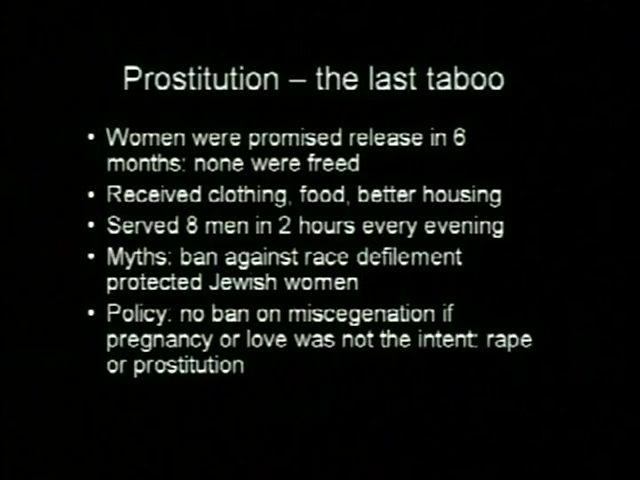 Prostitution – the last taboo
• Women were promised release in 6
months: none were freed
• Received clothing, food, better housing
• Served 8 men in 2 hours every evening
• Myths: ban against race defilement
protected Jewish women
• Policy: no ban on miscegenation if
pregnancy or love was not the intent: rape
or prostitution